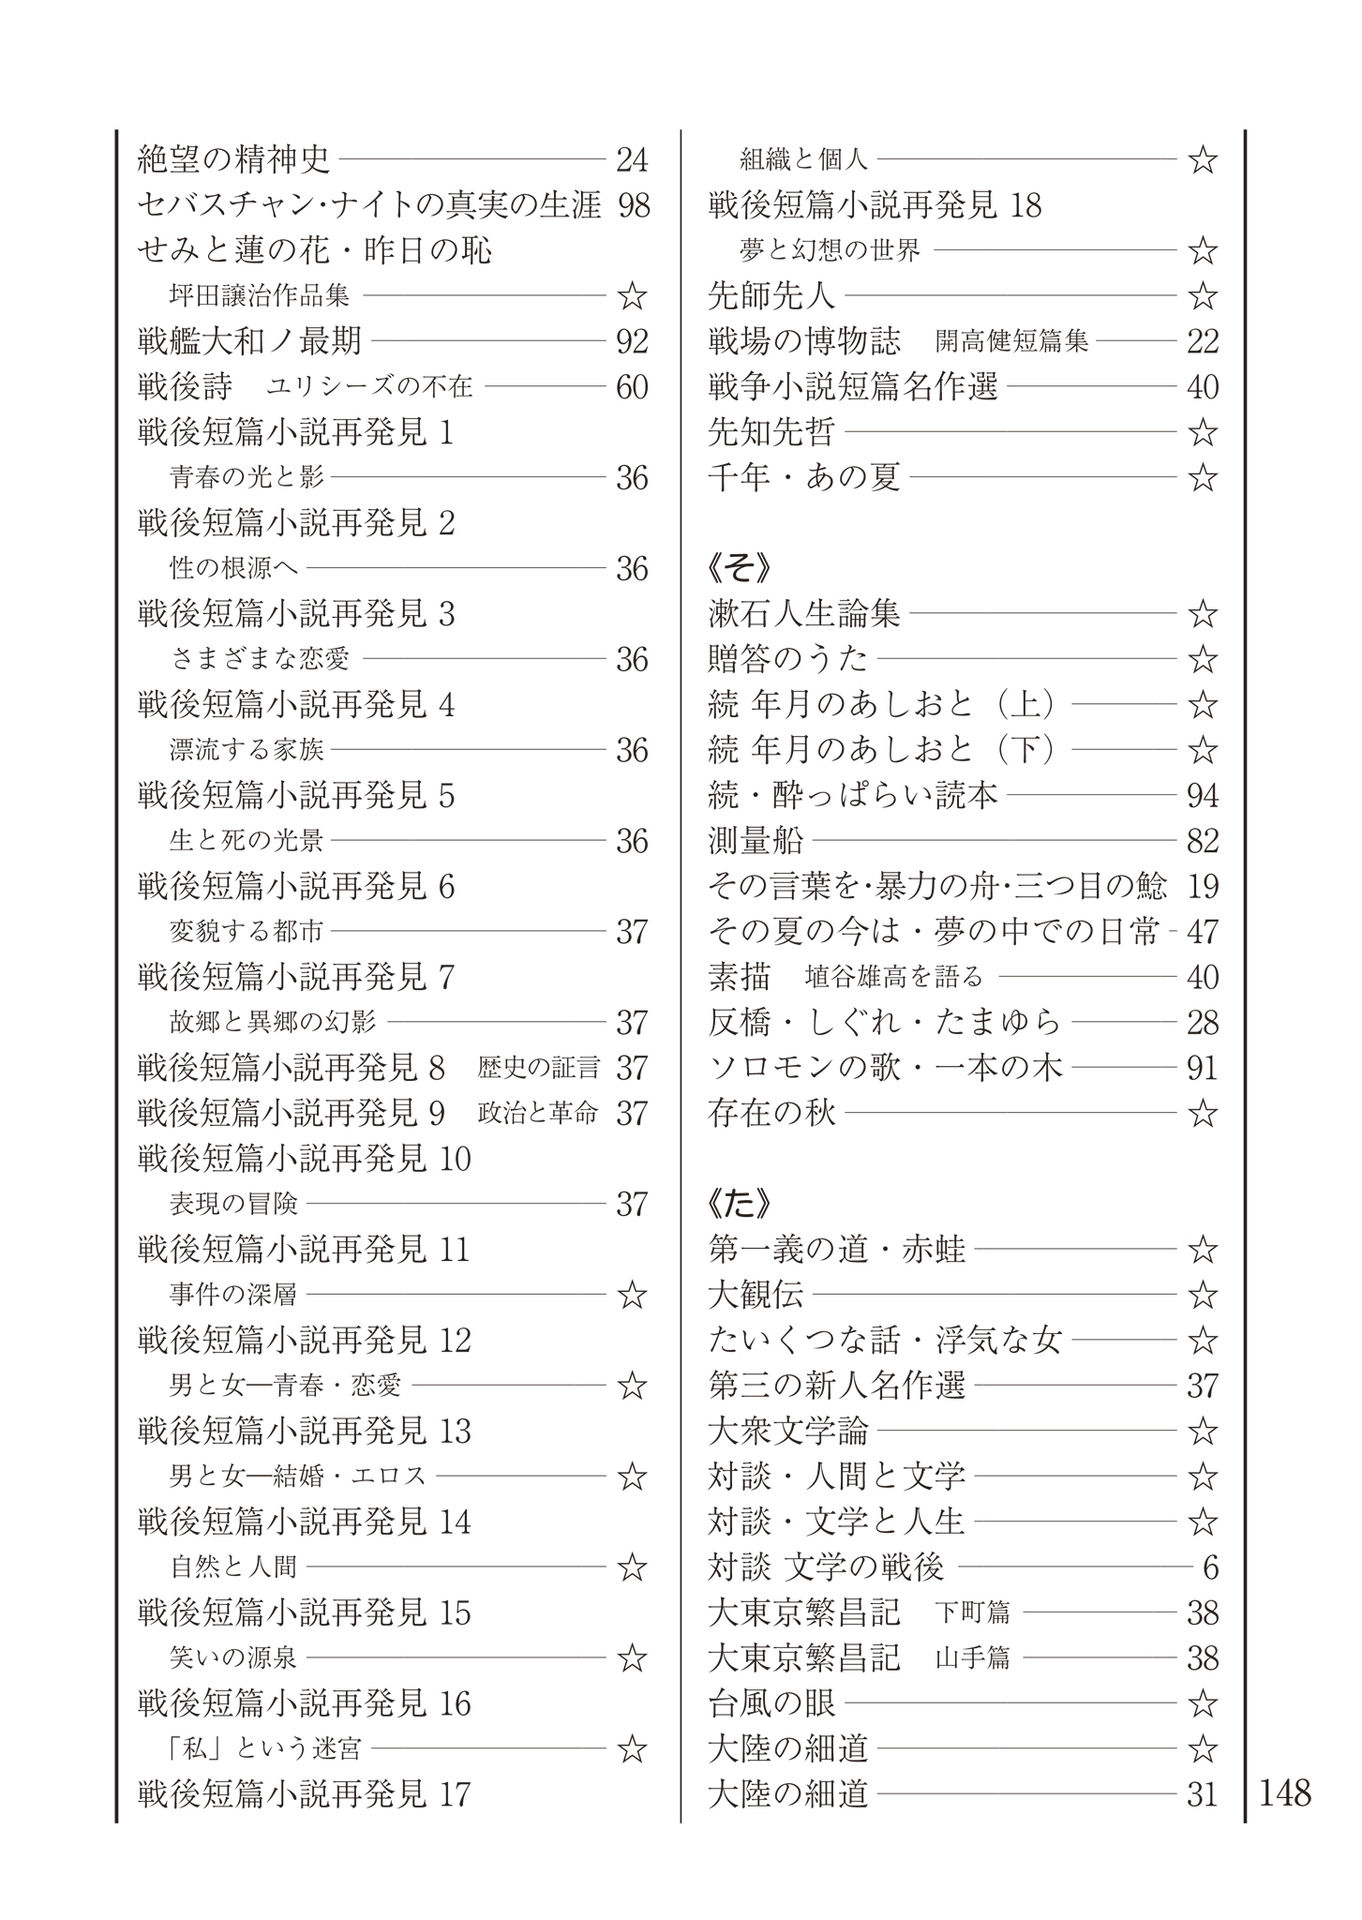 絶望の精神史 24
セバスチャン・ナイトの真実の生涯 98
せみと蓮の花・昨日の恥
坪田譲治作品集 ☆
戦艦大和ノ最期 92
戦後詩 ユリシーズの不在 60
戦後短篇小説再発見 1
青春の光と影 36
戦後短篇小説再発見 2
性の根源へ 36
戦後短篇小説再発見 3
さまざまな恋愛 36
戦後短篇小説再発見 4
漂流する家族 36
戦後短篇小説再発見 5
生と死の光景 36
戦後短篇小説再発見 6
変貌する都市 37
戦後短篇小説再発見 7
故郷と異郷の幻影 37
戦後短篇小説再発見 8 歴史の証言 37
戦後短篇小説再発見 9 政治と革命 37
戦後短篇小説再発見 10
表現の冒険 37
戦後短篇小説再発見 11
事件の深層 ☆
戦後短篇小説再発見 12
男と女―青春・恋愛 ☆
戦後短篇小説再発見 13
男と女―結婚・エロス ☆
戦後短篇小説再発見 14
自然と人間 ☆
戦後短篇小説再発見 15
笑いの源泉 ☆
戦後短篇小説再発見 16
「私」という迷宮 ☆
戦後短篇小説再発見 17
組織と個人 ☆
戦後短篇小説再発見 18
夢と幻想の世界 ☆
先師先人 ☆
戦場の博物誌 開高健短篇集 22
戦争小説短篇名作選 40
先知先哲 ☆
千年・あの夏 ☆
《そ》
漱石人生論集 ☆
贈答のうた ☆
続 年月のあしおと（上） ☆
続 年月のあしおと（下） ☆
続・酔っぱらい読本 94
測量船 82
その言葉を・暴力の舟・三つ目の鯰 19
その夏の今は・夢の中での日常 47
素描 埴谷雄高を語る 40
反橋・しぐれ・たまゆら 28
ソロモンの歌・一本の木 91
存在の秋 ☆
《た》
第一義の道・赤蛙 ☆
大観伝 ☆
たいくつな話・浮気な女 ☆
第三の新人名作選 37
大衆文学論 ☆
対談・人間と文学 ☆
対談・文学と人生 ☆
対談 文学の戦後 6
大東京繁昌記 下町篇 38
大東京繁昌記 山手篇 38
台風の眼 ☆
大陸の細道 ☆
大陸の細道 31
148